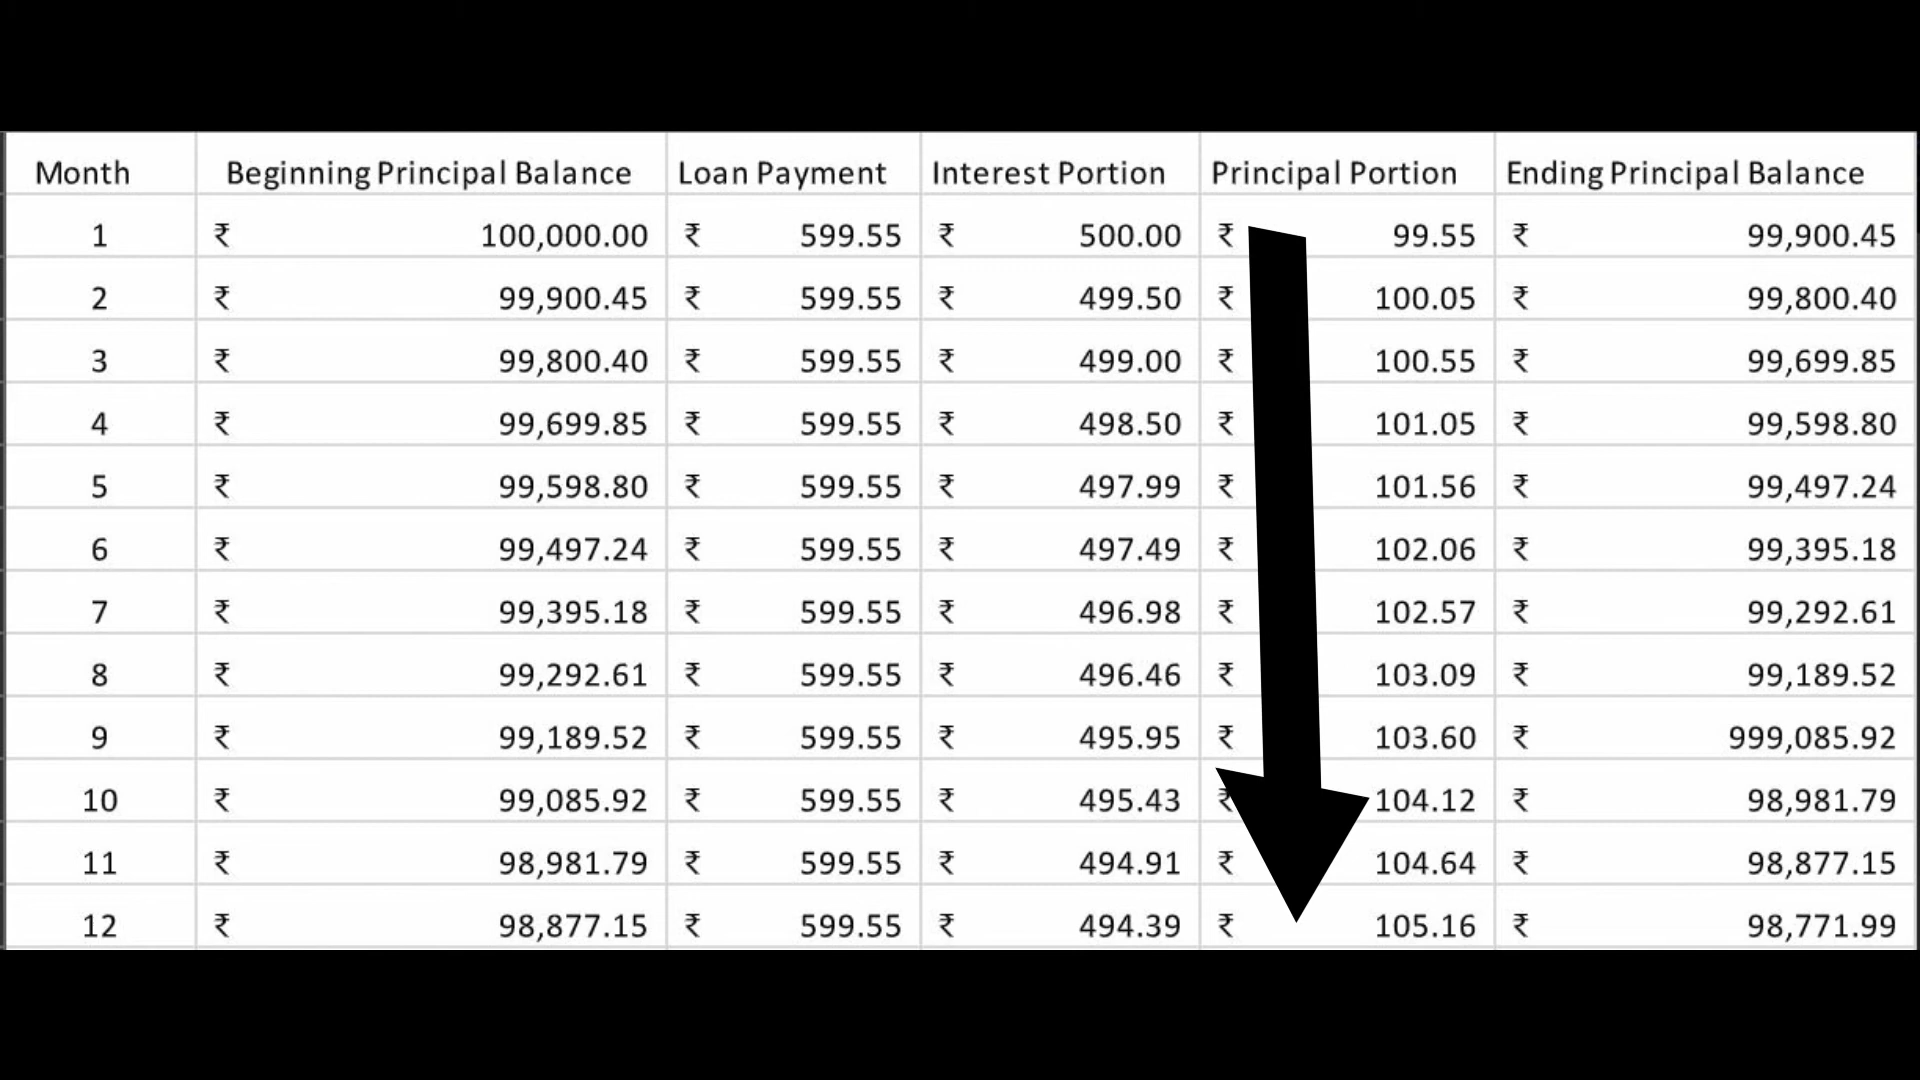 Month Beginning Principal Balance Loan Payment Interest Portion Principal Portion Ending Principal Balance
1 ₹ 100,000.00 ₹ 599.55 ₹ 500.00 ₹ 99.55 ₹ 99,900.45
2 ₹ 99,900.45 ₹ 599.55 ₹ 499.50 ₹ 100.05 ₹ 99,800.40
3 ₹ 99,800.40 ₹ 599.55 ₹ 499.00 ₹ 100.55 ₹ 99,699.85
4 ₹ 99,699.85 ₹ 599.55 ₹ 498.50 ₹ 101.05 ₹ 99,598.80
5 ₹ 99,598.80 ₹ 599.55 ₹ 497.99 ₹ 101.56 ₹ 99,497.24
6 ₹ 99,497.24 ₹ 599.55 ₹ 497.49 ₹ 102.06 ₹ 99,395.18
7 ₹ 99,395.18 ₹ 599.55 ₹ 496.98 ₹ 102.57 ₹ 99,292.61
8 ₹ 99,292.61 ₹ 599.55 ₹ 496.46 ₹ 103.09 ₹ 99,189.52
9 ₹ 99,189.52 ₹ 599.55 ₹ 495.95 ₹ 103.60 ₹ 999,085.92
10 ₹ 99,085.92 ₹ 599.55 ₹ 495.43 ₹ 104.12 ₹ 98,981.79
11 ₹ 98,981.79 ₹ 599.55 ₹ 494.91 ₹ 104.64 ₹ 98,877.15
12 ₹ 98,877.15 ₹ 599.55 ₹ 494.39 ₹ 105.16 ₹ 98,771.99